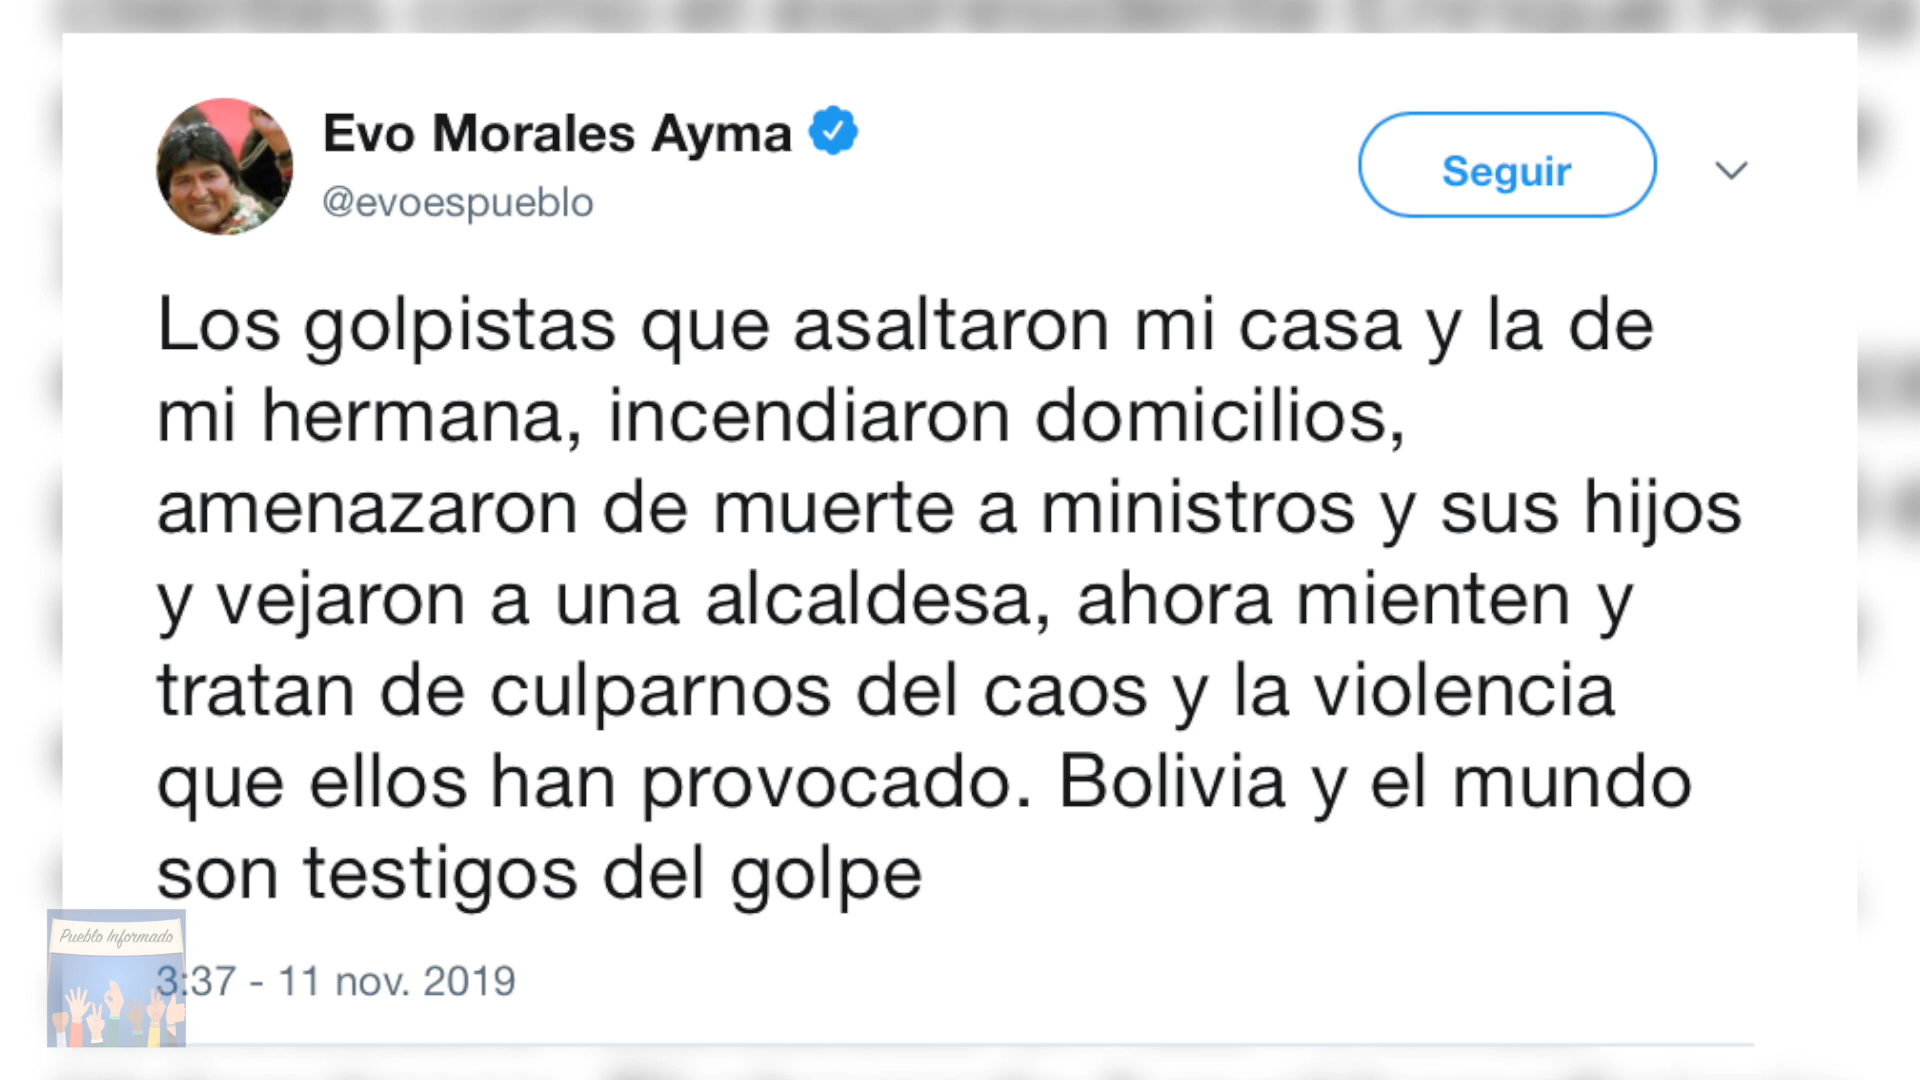 Evo Morales Ayma
@evoespueblo
Seguir
Los golpistas que asaltaron mi casa y la de
mi hermana, incendiaron domicilios,
amenazaron de muerte a ministros y sus hijos
y vejaron a una alcaldesa, ahora mienten y
tratan de culparnos del caos y la violencia
que ellos han provocado. Bolivia y el mundo
son testigos del golpe
Pueblo Informado
3:37 - 11 nov. 2019